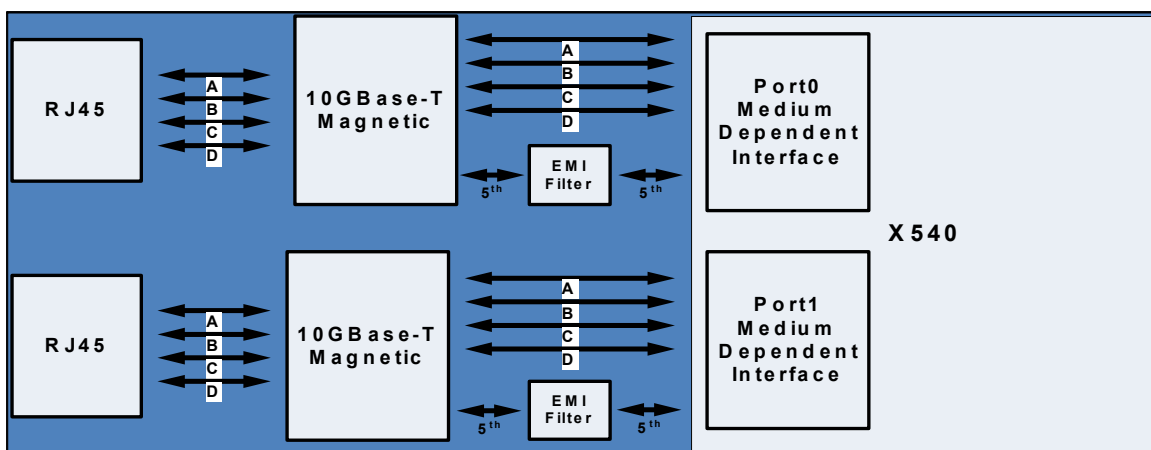 RJ45
A
B
C
D
10GBase-T
Magnetic
A
B
C
D
5th
EMI
Filter
5th
Port0
Medium
Dependent
Interface
X540
RJ45
A
B
C
D
10GBase-T
Magnetic
A
B
C
D
5th
EMI
Filter
5th
Port1
Medium
Dependent
Interface